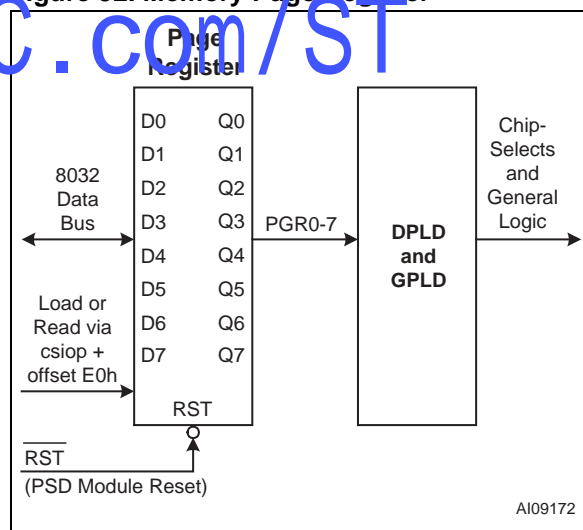 C.com/ST
Page
Register
D0 Q0
D1 Q1
D2 Q2
D3 Q3
D4 Q4
D5 Q5
D6 Q6
D7 Q7
RST
8032
Data
Bus
Load or
Read via
csiop +
offset E0h
RST
(PSD Module Reset)
PGR0-7
DPLD
and
GPLD
Chip-
Selects
and
General
Logic
AI09172